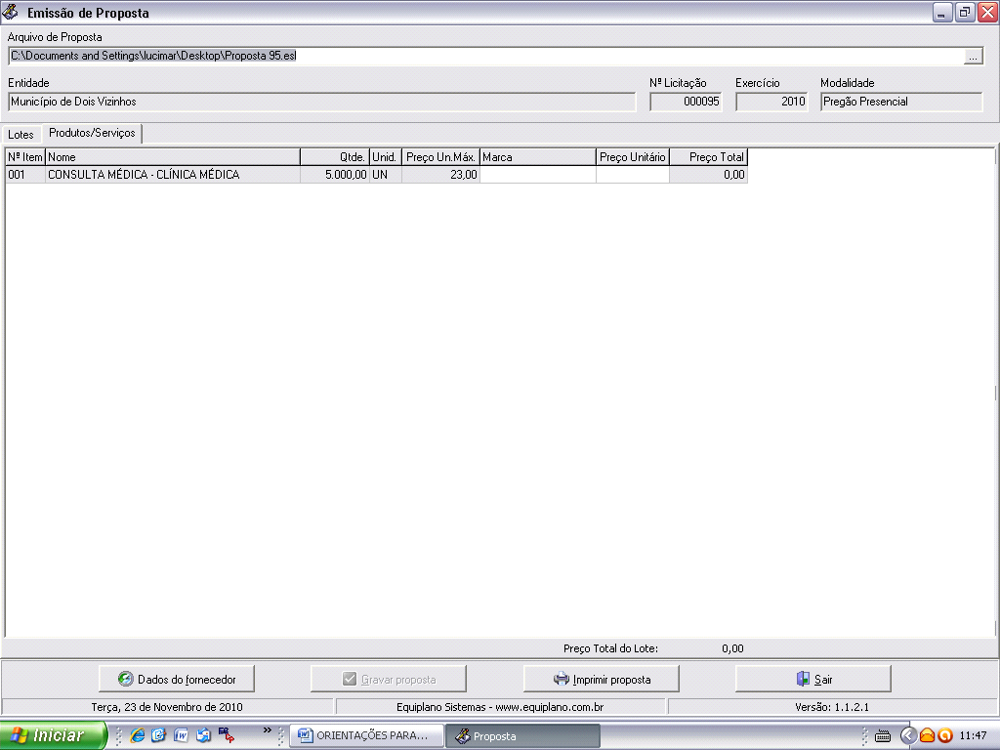 Emissão de Proposta
Arquivo de Proposta
C:\Documents and Settings\lucimar\Desktop\Proposta 95.esl
...
Entidade Nº Licitação Exercício Modalidade
Município de Dois Vizinhos 000095 2010 Pregão Presencial
Lotes Produtos/Serviços
Nº Item Nome Qtde. Unid. Preço Un.Máx. Marca Preço Unitário Preço Total
001 CONSULTA MÉDICA - CLÍNICA MÉDICA 5.000,00 UN 23,00 0,00
Preço Total do Lote: 0,00
Dados do fornecedor Gravar proposta Imprimir proposta Sair
Terça, 23 de Novembro de 2010 Equiplano Sistemas - www.equiplano.com.br Versão: 1.1.2.1
Iniciar » ORIENTAÇÕES PARA... Proposta 11:47